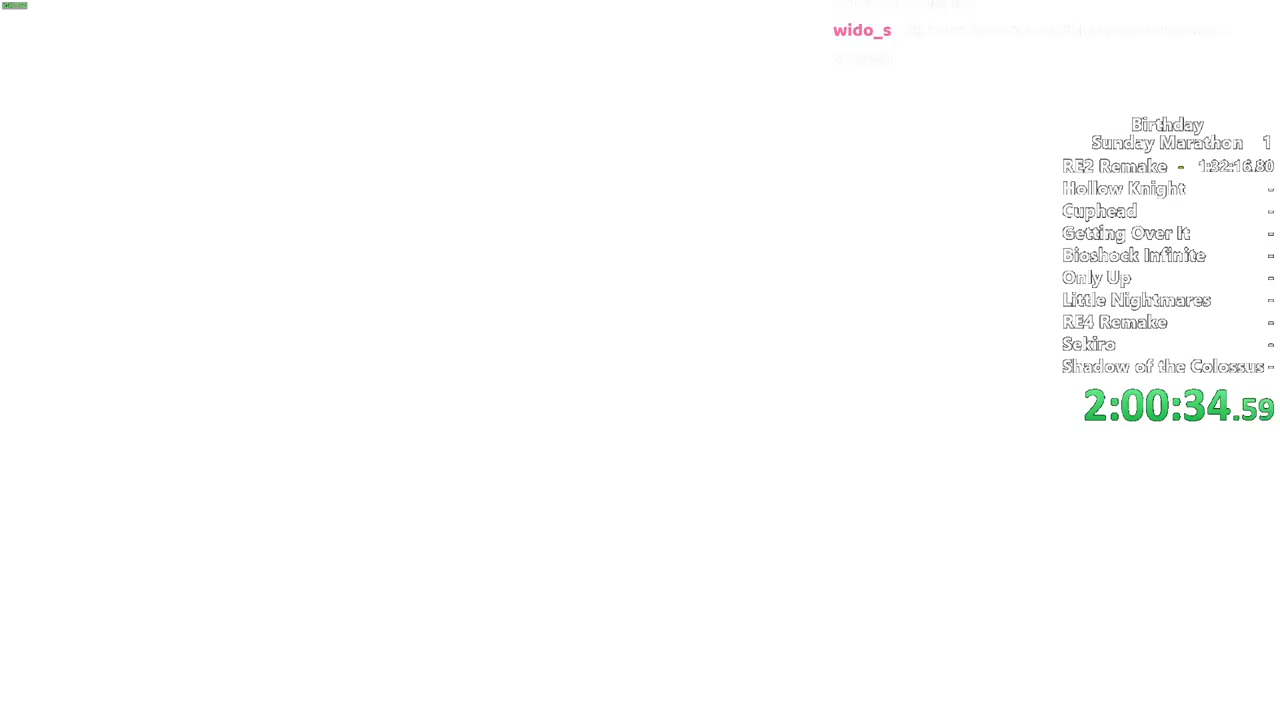 wido_s
Birthday
Sunday Marathon 1
RE2 Remake - 1:32:16.80
Hollow Knight -
Cuphead -
Getting Over It -
Bioshock Infinite -
Only Up -
Little Nightmares -
RE4 Remake -
Sekiro -
Shadow of the Colossus -
2:00:34.59